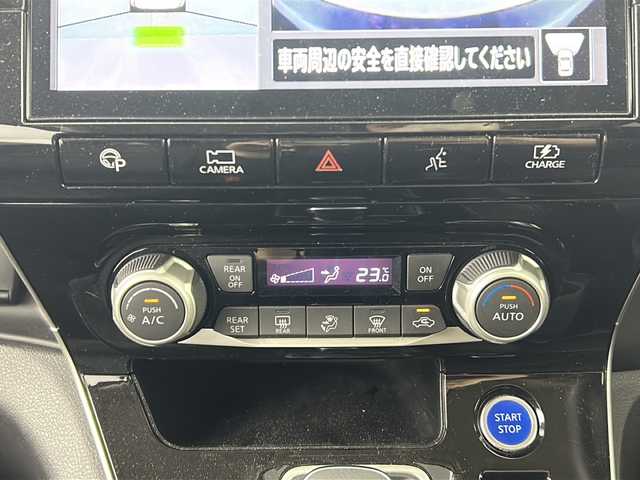 車両周辺の安全を直接確認してください
P
CAMERA
CHARGE
REAR
ON
OFF
23.0
ON
OFF
PUSH
A/C
REAR
SET
REAR
FRONT
PUSH
AUTO
START
STOP